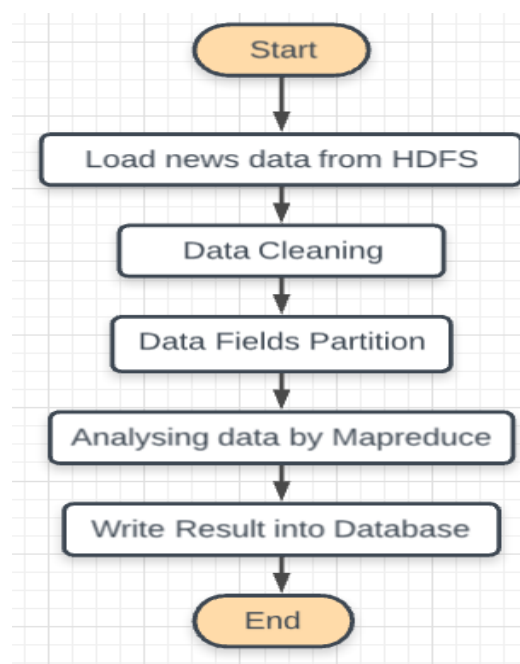 Start
Load news data from HDFS
Data Cleaning
Data Fields Partition
Analysing data by Mapreduce
Write Result into Database
End